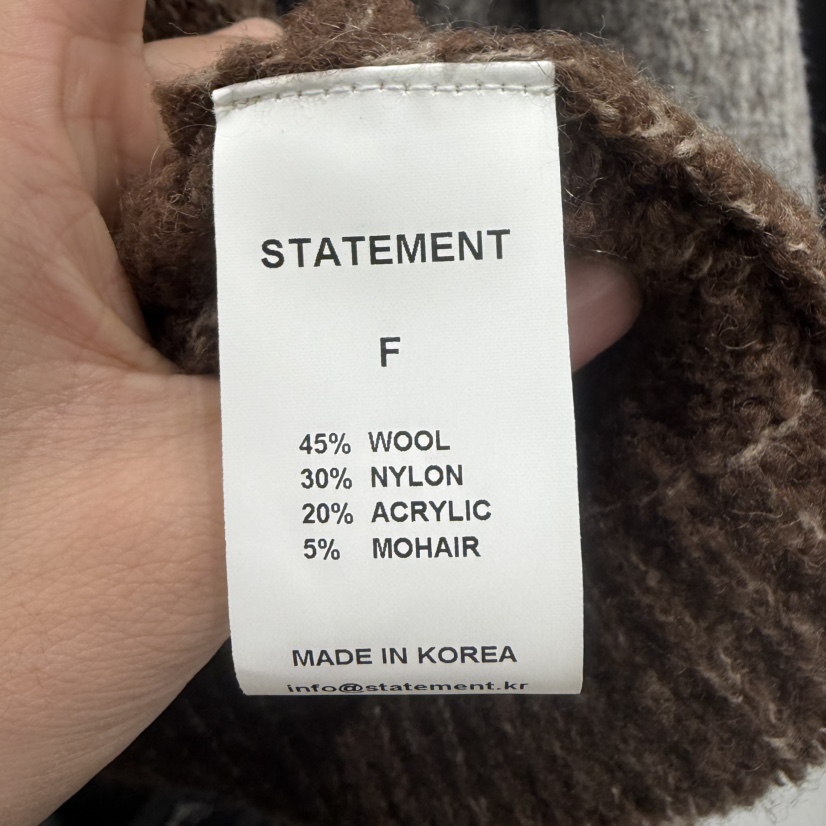 STATEMENT
F
45% WOOL
30% NYLON
20% ACRYLIC
5% MOHAIR
MADE IN KOREA
info@statement.kr